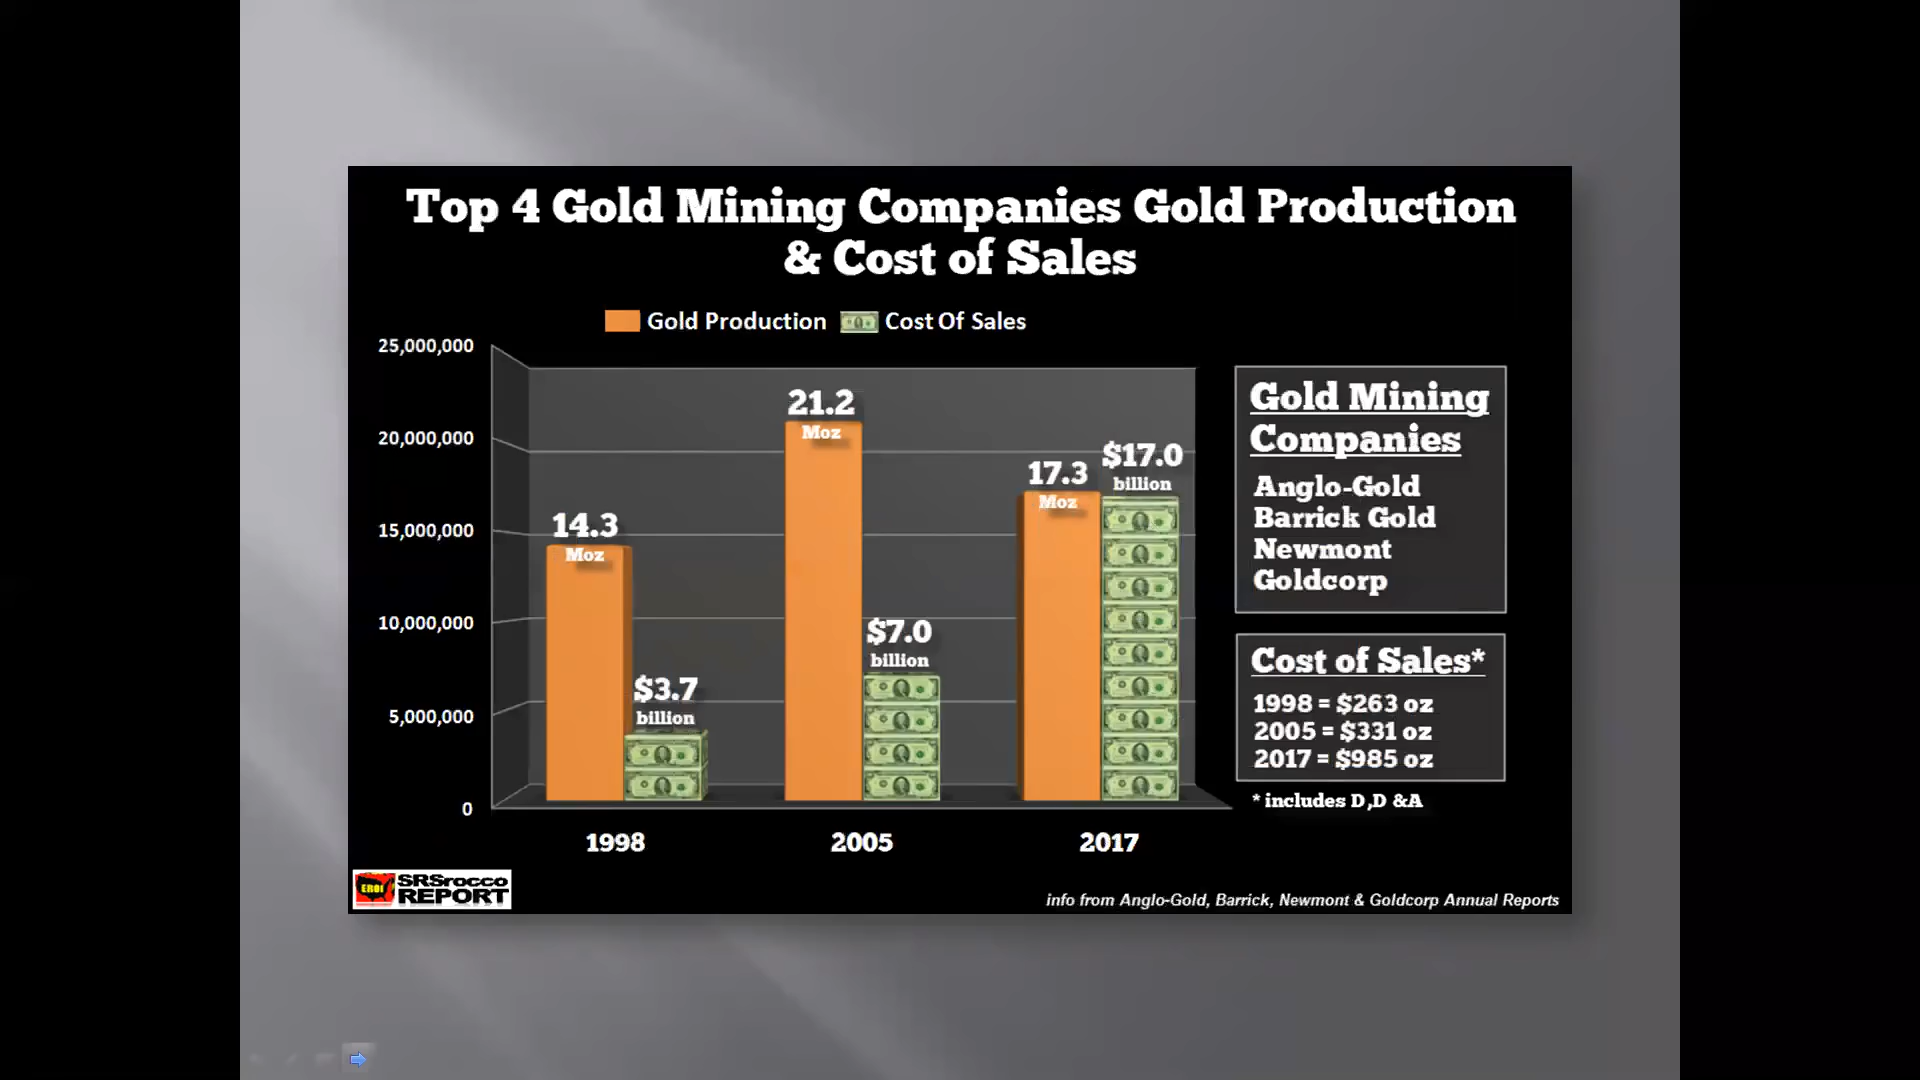 Top 4 Gold Mining Companies Gold Production
& Cost of Sales
Gold Production
Cost Of Sales
25,000,000
20,000,000
15,000,000
10,000,000
5,000,000
0
14.3
Moz
$3.7
billion
21.2
Moz
$7.0
billion
17.3
Moz
$17.0
billion
1998
2005
2017
Gold Mining
Companies
Anglo-Gold
Barrick Gold
Newmont
Goldcorp
Cost of Sales*
1998 = $263 oz
2005 = $331 oz
2017 = $985 oz
* includes D,D &A
EROI
SRSrocco
REPORT
info from Anglo-Gold, Barrick, Newmont & Goldcorp Annual Reports